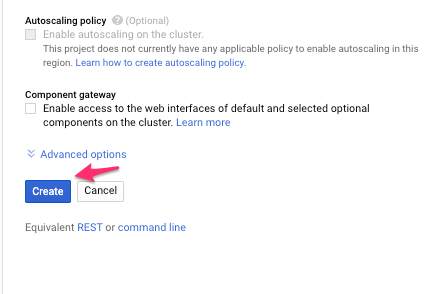 Autoscaling policy ? (Optional)
Enable autoscaling on the cluster.
This project does not currently have any applicable policy to enable autoscaling in this
region. Learn how to create autoscaling policy.
Component gateway
Enable access to the web interfaces of default and selected optional
components on the cluster. Learn more
Advanced options
Create Cancel
Equivalent REST or command line